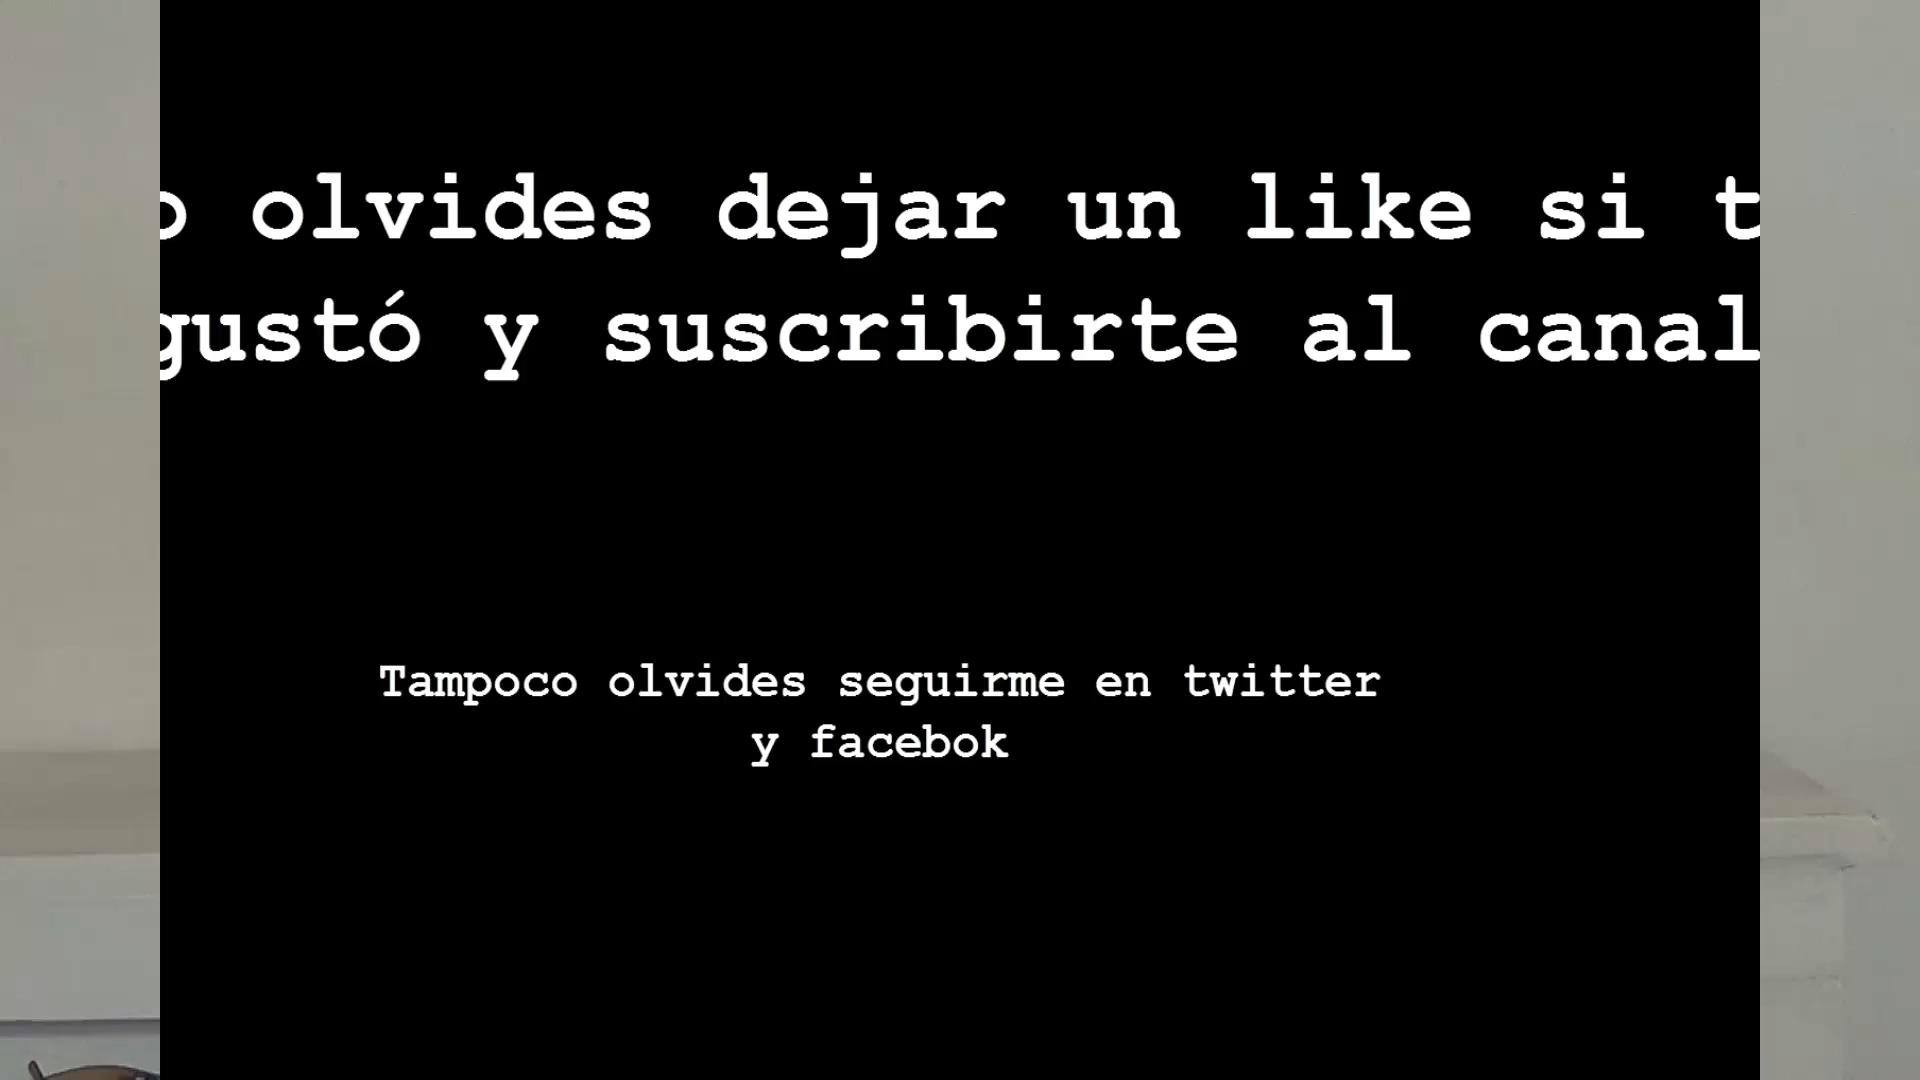 olvides dejar un like si
gustó y suscribirte al canal
Tampoco olvides seguirme en twitter
y facebok